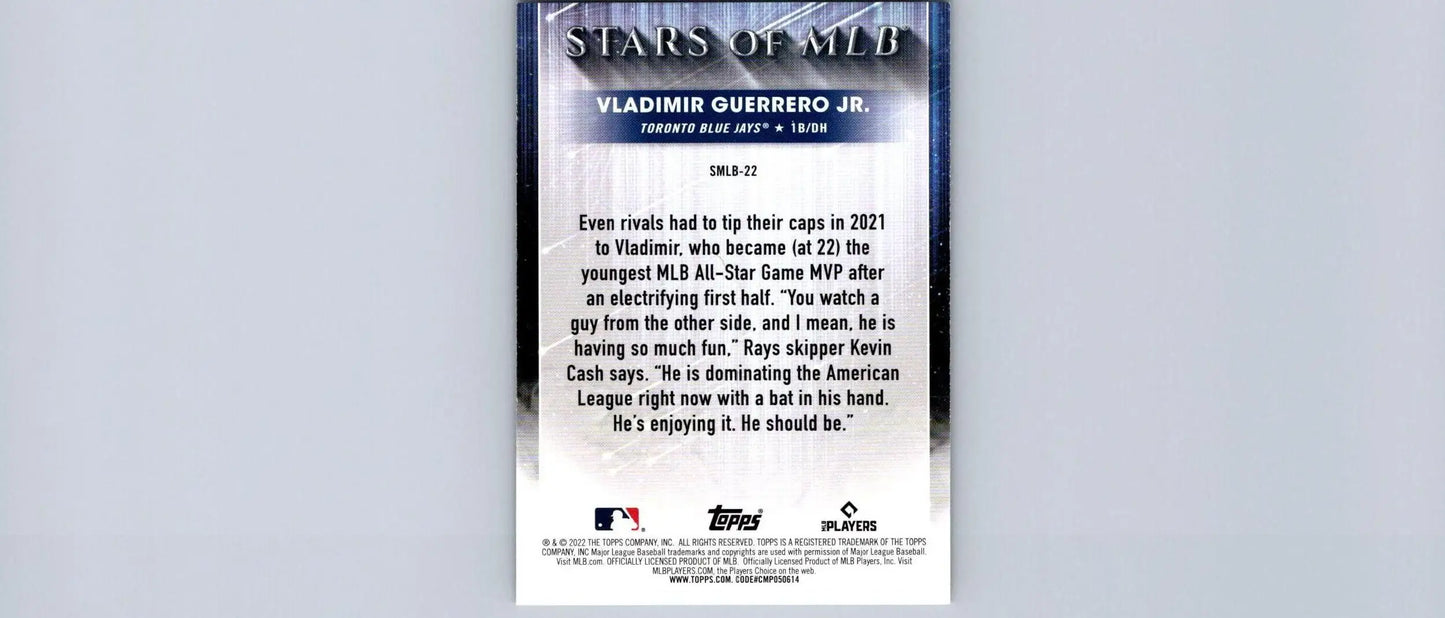 STARS OF MLB
VLADIMIR GUERRERO JR.
TORONTO BLUE JAYS® ★ 1B/DH
SMLB-22
Even rivals had to tip their caps in 2021
to Vladimir, who became (at 22) the
youngest MLB All-Star Game MVP after
an electrifying first half. “You watch a
guy from the other side, and I mean, he is
having so much fun,” Rays skipper Kevin
Cash says. “He is dominating the American
League right now with a bat in his hand.
He’s enjoying it. He should be.”
®
Topps®
MLB PLAYERS
® & © 2022 THE TOPPS COMPANY, INC. ALL RIGHTS RESERVED. TOPPS IS A REGISTERED TRADEMARK OF THE TOPPS
COMPANY, INC Major League Baseball trademarks and copyrights are used with permission of Major League Baseball.
Visit MLB.com. OFFICIALLY LICENSED PRODUCT OF MLB. Officially Licensed Product of MLB Players, Inc. Visit
MLBPLAYERS.COM, the Players Choice on the web.
WWW.TOPPS.COM. CODE#CMP050614